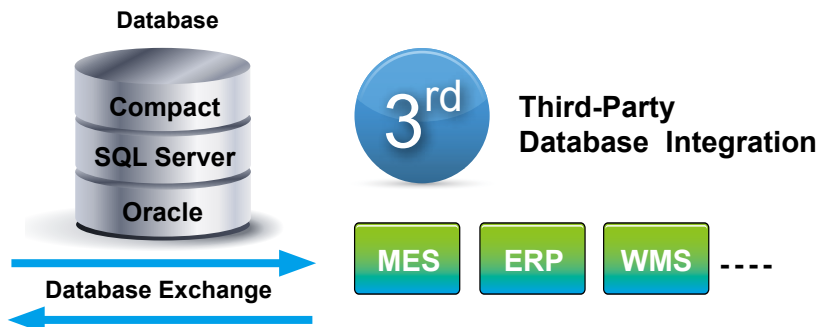 Database
Compact
SQL Server
Oracle
Database Exchange
3rd
Third-Party
Database Integration
MES ERP WMS ----